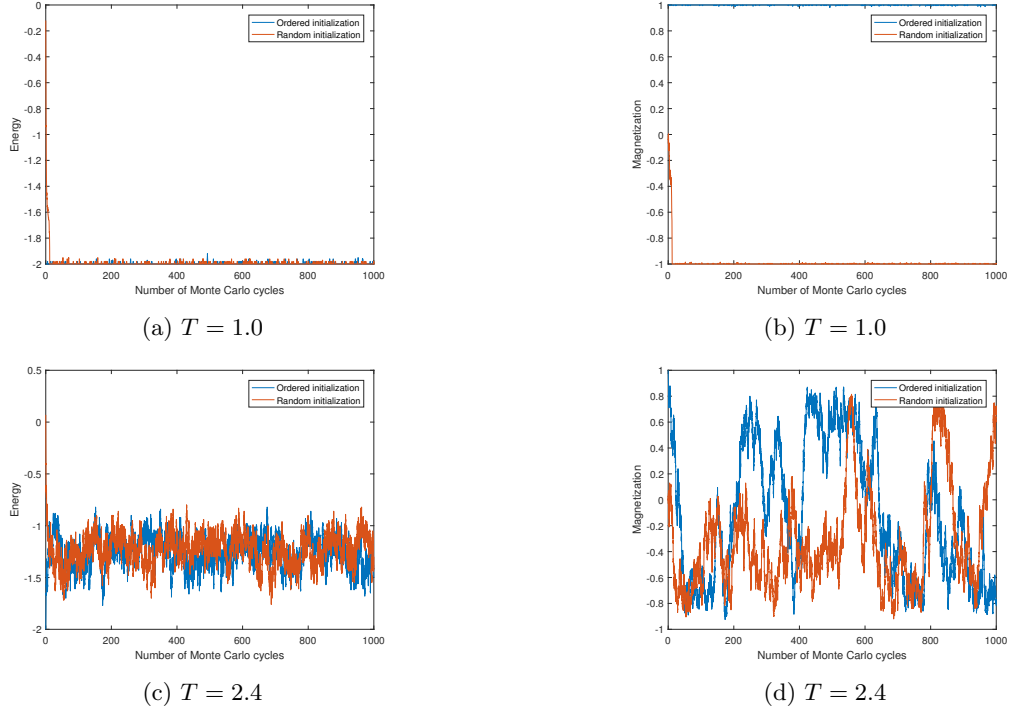 0
-0.2
-0.4
-0.6
-0.8
-1
-1.2
-1.4
-1.6
-1.8
-2
Energy
Ordered initialization
Random initialization
0 200 400 600 800 1000
Number of Monte Carlo cycles
(a) T = 1.0
1
0.8
0.6
0.4
0.2
0
-0.2
-0.4
-0.6
-0.8
-1
Magnetization
Ordered initialization
Random initialization
0 200 400 600 800 1000
Number of Monte Carlo cycles
(b) T = 1.0
0.5
0
-0.5
-1
-1.5
-2
Energy
Ordered initialization
Random initialization
0 200 400 600 800 1000
Number of Monte Carlo cycles
(c) T = 2.4
1
0.8
0.6
0.4
0.2
0
-0.2
-0.4
-0.6
-0.8
-1
Magnetization
Ordered initialization
Random initialization
0 200 400 600 800 1000
Number of Monte Carlo cycles
(d) T = 2.4